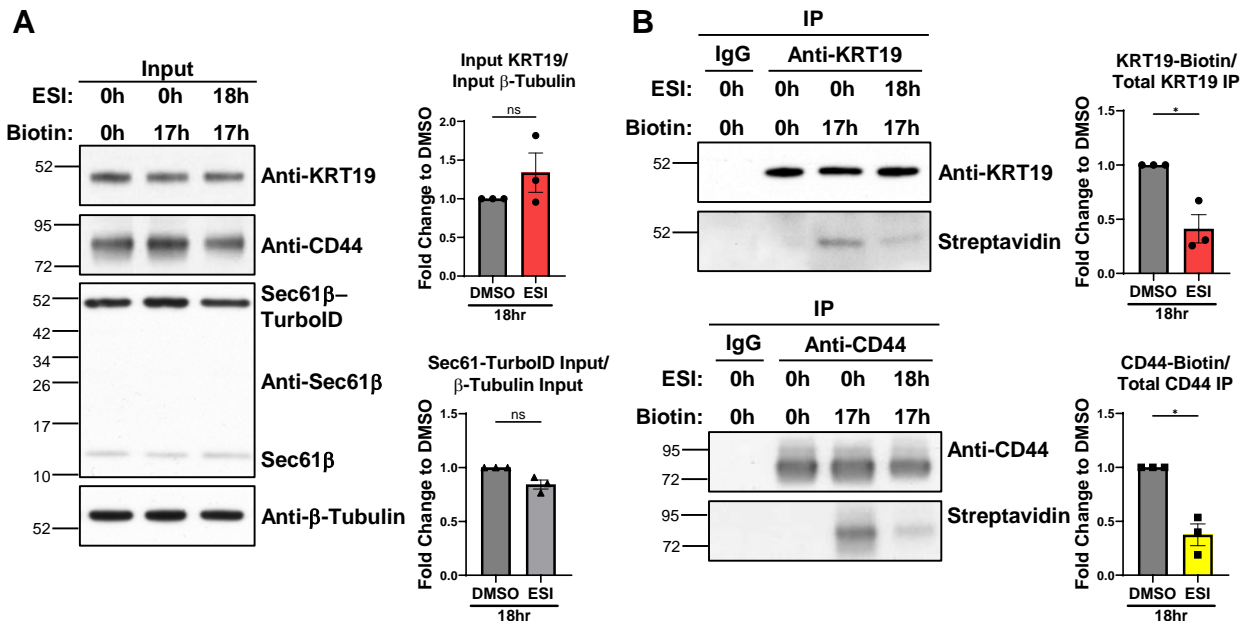 A
Input
ESI: 0h 0h 18h
Biotin: 0h 17h 17h
52
Anti-KRT19
95
72
Anti-CD44
52
42
34
26
17
10
Sec61β–
TurboID
Anti-Sec61β
Sec61β
52
Anti-β-Tubulin
Input KRT19/
Input β-Tubulin
Fold Change to DMSO
2.0
1.5
1.0
0.5
0.0
ns
DMSO ESI
18hr
Sec61-TurboID Input/
β-Tubulin Input
Fold Change to DMSO
1.5
1.0
0.5
0.0
ns
DMSO ESI
18hr
B
IP
IgG Anti-KRT19
ESI: 0h 0h 0h 18h
Biotin: 0h 0h 17h 17h
52
Anti-KRT19
52
Streptavidin
KRT19-Biotin/
Total KRT19 IP
Fold Change to DMSO
1.5
1.0
0.5
0.0
*
DMSO ESI
18hr
IP
IgG Anti-CD44
ESI: 0h 0h 0h 18h
Biotin: 0h 0h 17h 17h
95
72
Anti-CD44
95
72
Streptavidin
CD44-Biotin/
Total CD44 IP
Fold Change to DMSO
1.5
1.0
0.5
0.0
*
DMSO ESI
18hr